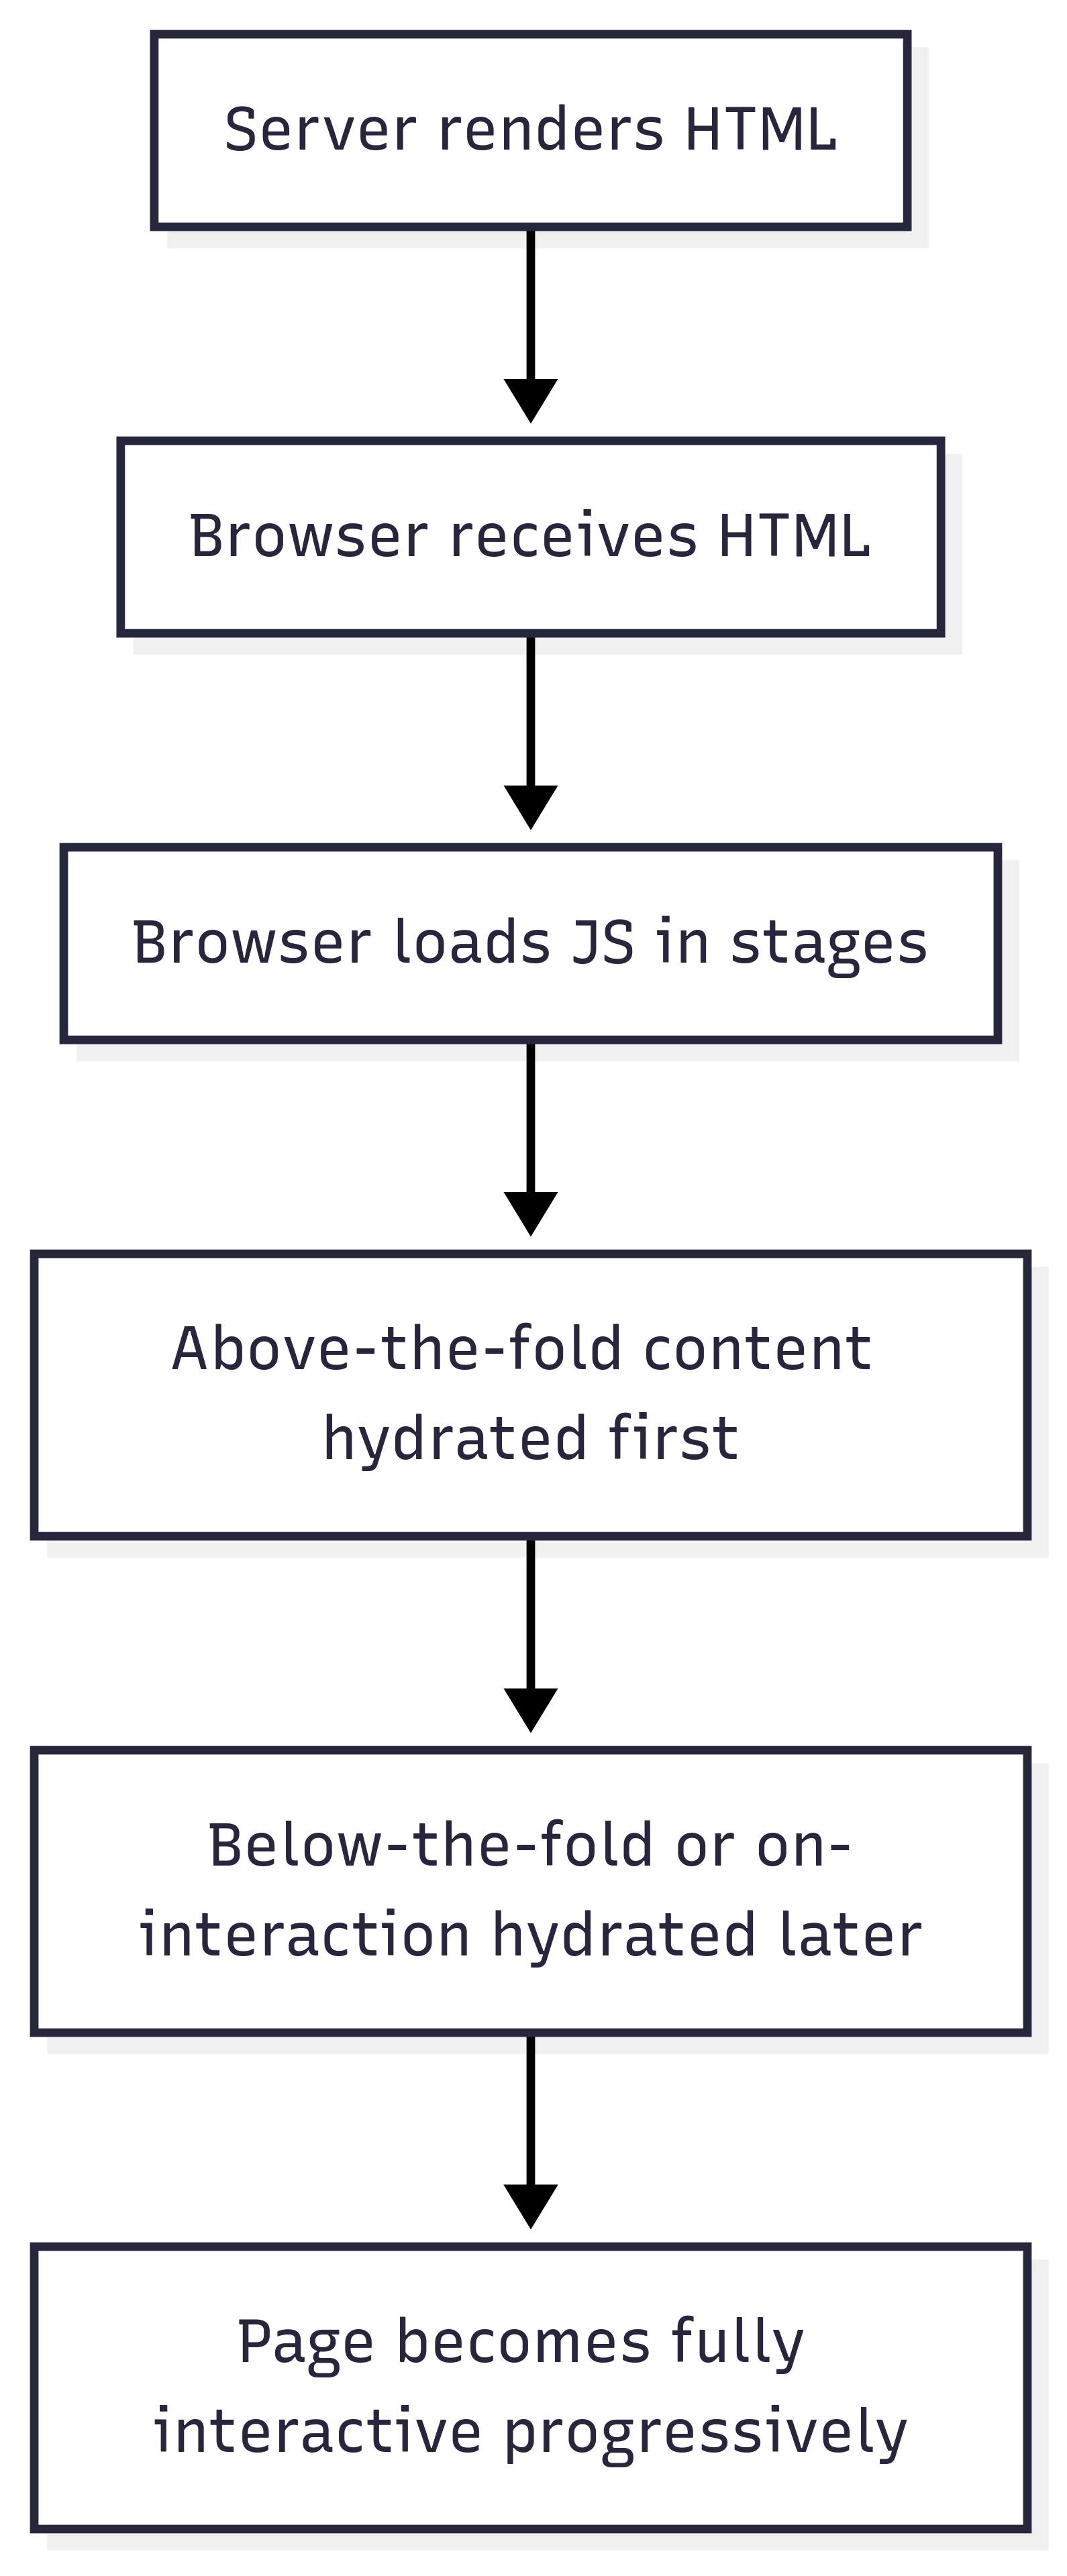 Server renders HTML
Browser receives HTML
Browser loads JS in stages
Above-the-fold content
hydrated first
Below-the-fold or on-
interaction hydrated later
Page becomes fully
interactive progressively